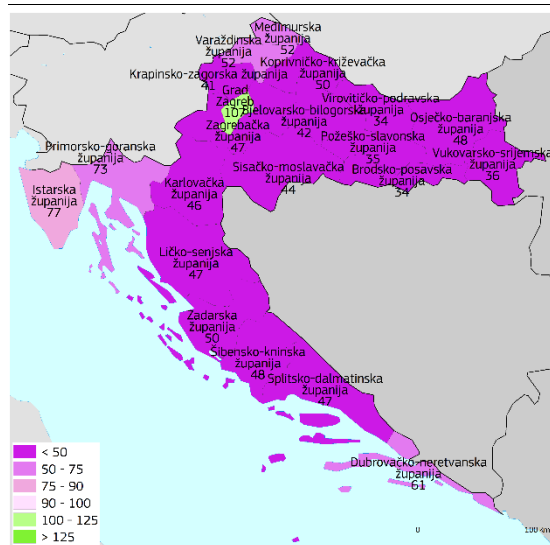 Međimurska
županija
52
Varaždinska
županija
52
Koprivničko-križevačka
županija
50
Krapinsko-zagorska županija
41
Grad
Zagreb
107
Bjelovarsko-bilogorska
županija
42
Virovitičko-podravska
županija
34
Osječko-baranjska
županija
48
Zagrebačka
županija
47
Požeško-slavonska
županija
35
Vukovarsko-srijemska
županija
36
Primorsko-goranska
županija
73
Sisačko-moslavačka
županija
44
Brodsko-posavska
županija
34
Istarska
županija
77
Karlovačka
županija
46
Ličko-senjska
županija
47
Zadarska
županija
50
Šibensko-kninska
županija
48
Splitsko-dalmatinska
županija
47
Dubrovačko-neretvanska
županija
61
< 50
50 - 75
75 - 90
90 - 100
100 - 125
> 125
0 100 km